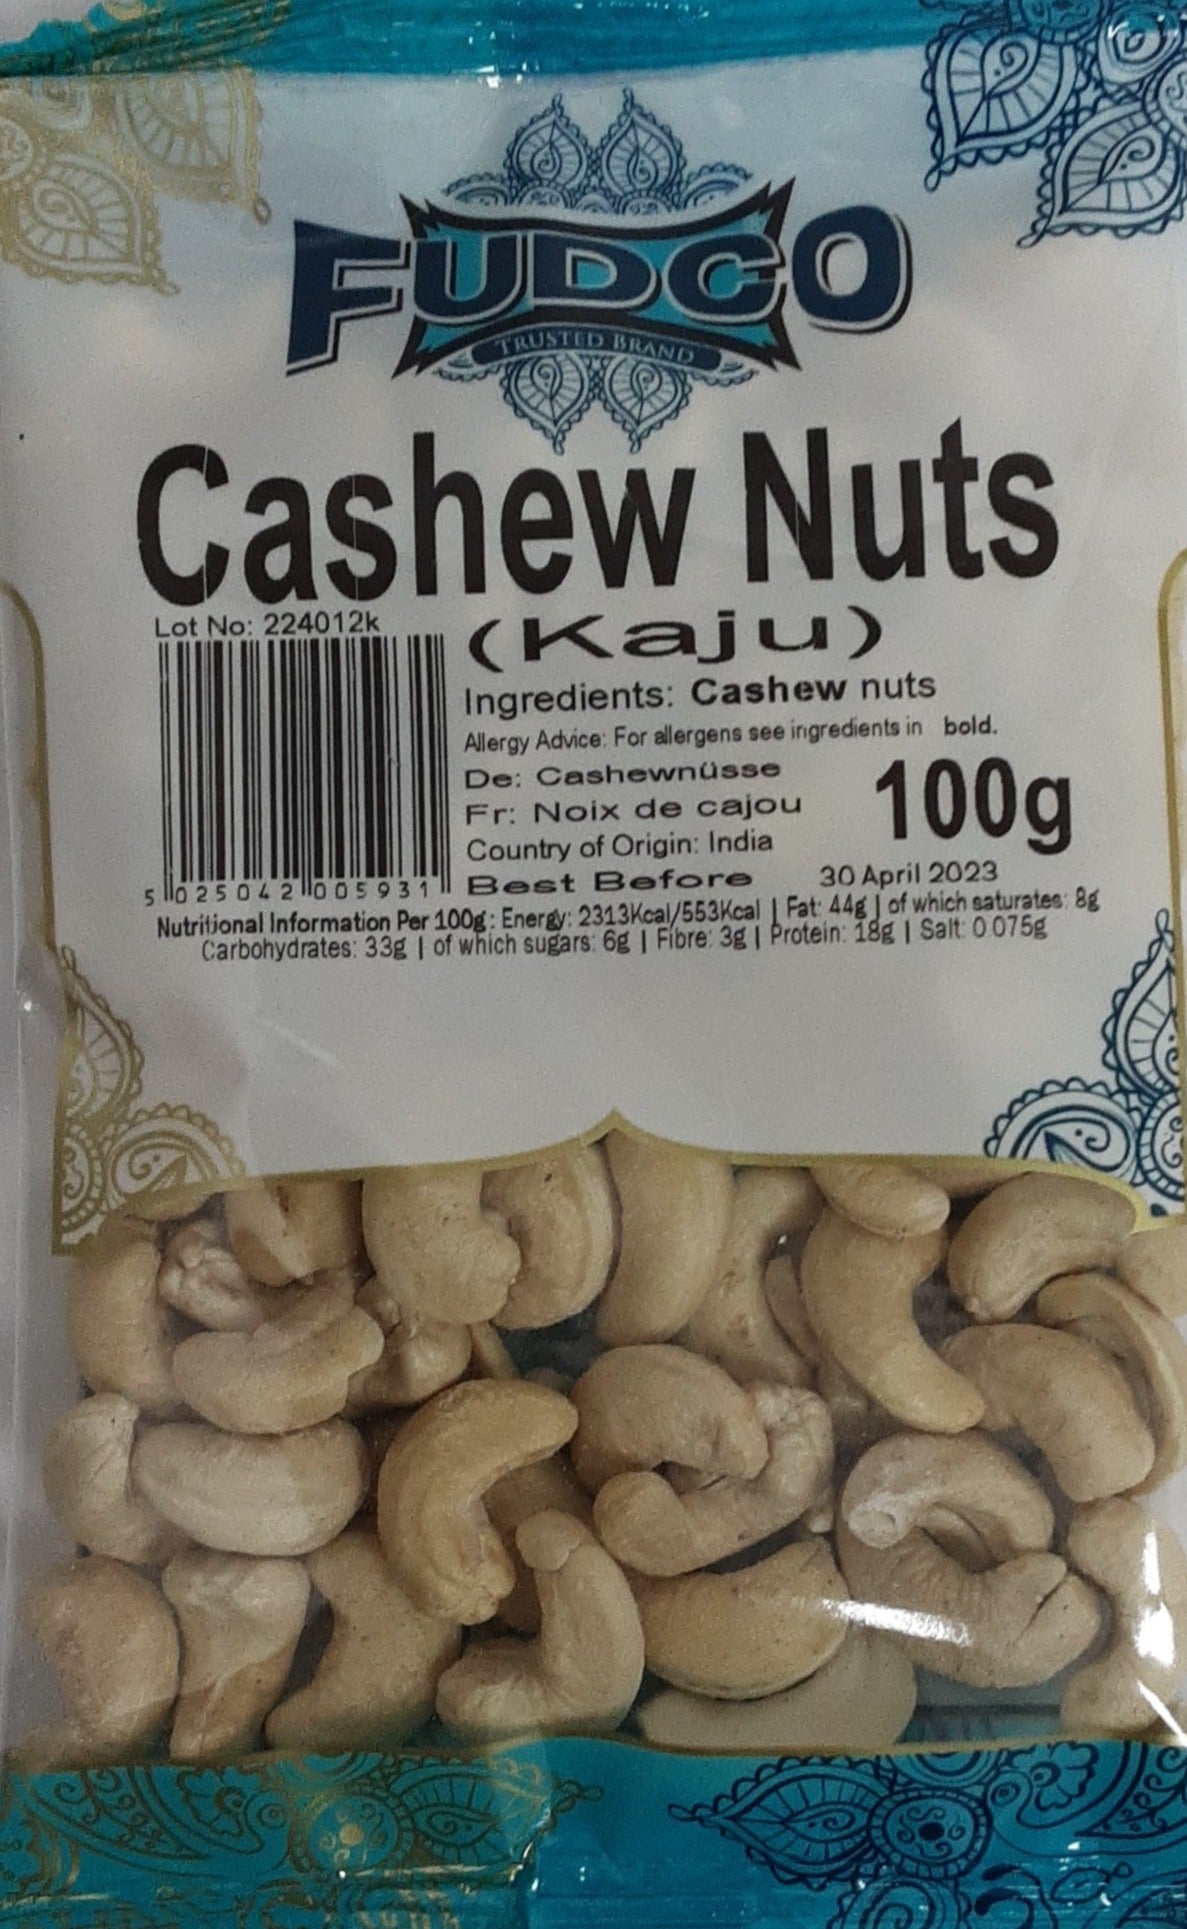 FUDCO
TRUSTED BRAND
Cashew Nuts
Lot No: 224012k
(Kaju)
Ingredients: Cashew nuts
Allergy Advice: For allergens see ingredients in bold.
De: Cashewnüsse
Fr: Noix de cajou
100g
Country of Origin: India
Best Before 30 April 2023
5 025042 005931
Nutritional Information Per 100g: Energy: 2313Kcal/553Kcal | Fat: 44g | of which saturates: 8g
Carbohydrates: 33g | of which sugars: 6g | Fibre: 3g | Protein: 18g | Salt: 0.075g